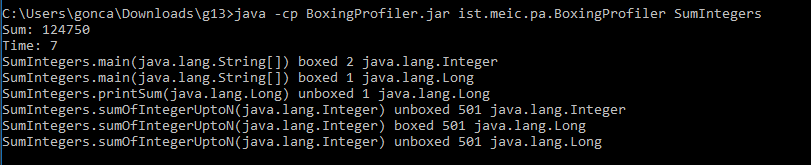 C:\Users\gonca\Downloads\g13>java -cp BoxingProfiler.jar ist.meic.pa.BoxingProfiler SumIntegers
Sum: 124750
Time: 7
SumIntegers.main(java.lang.String[]) boxed 2 java.lang.Integer
SumIntegers.main(java.lang.String[]) boxed 1 java.lang.Long
SumIntegers.printSum(java.lang.Long) unboxed 1 java.lang.Long
SumIntegers.sumOfIntegerUptoN(java.lang.Integer) unboxed 501 java.lang.Integer
SumIntegers.sumOfIntegerUptoN(java.lang.Integer) boxed 501 java.lang.Long
SumIntegers.sumOfIntegerUptoN(java.lang.Integer) unboxed 501 java.lang.Long